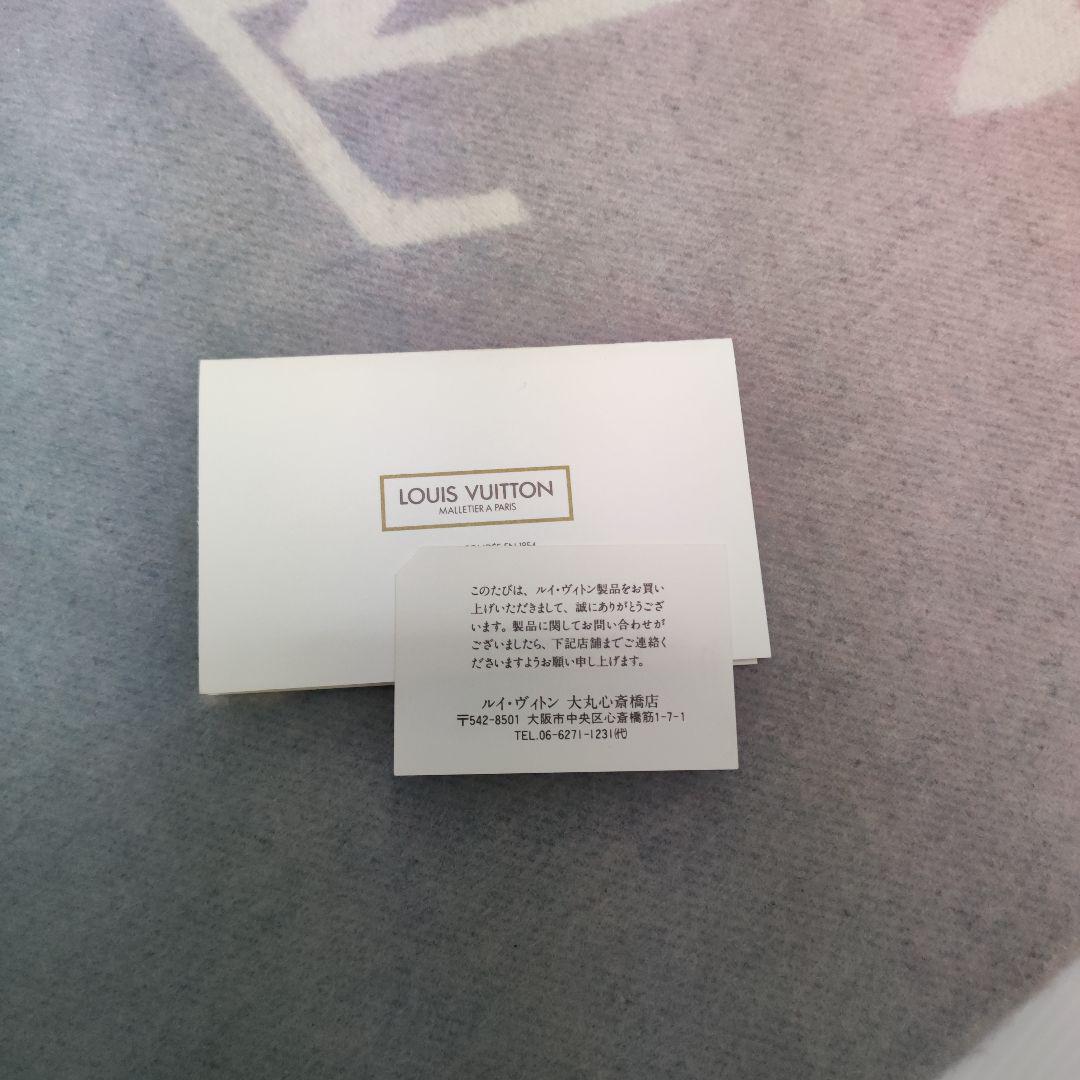 LOUIS VUITTON
MALLETIER A PARIS
EN 1854
このたびは、ルイ・ヴィトン製品をお買い
上げいただきまして、誠にありがとうござ
います。製品に関してお問い合わせが
ございましたら、下記店舗までご連絡く
ださいますようお願い申し上げます。
ルイ・ヴィトン 大丸心斎橋店
〒542-8501 大阪市中央区心斎橋筋1-7-1
TEL.06-6271-1231㈹